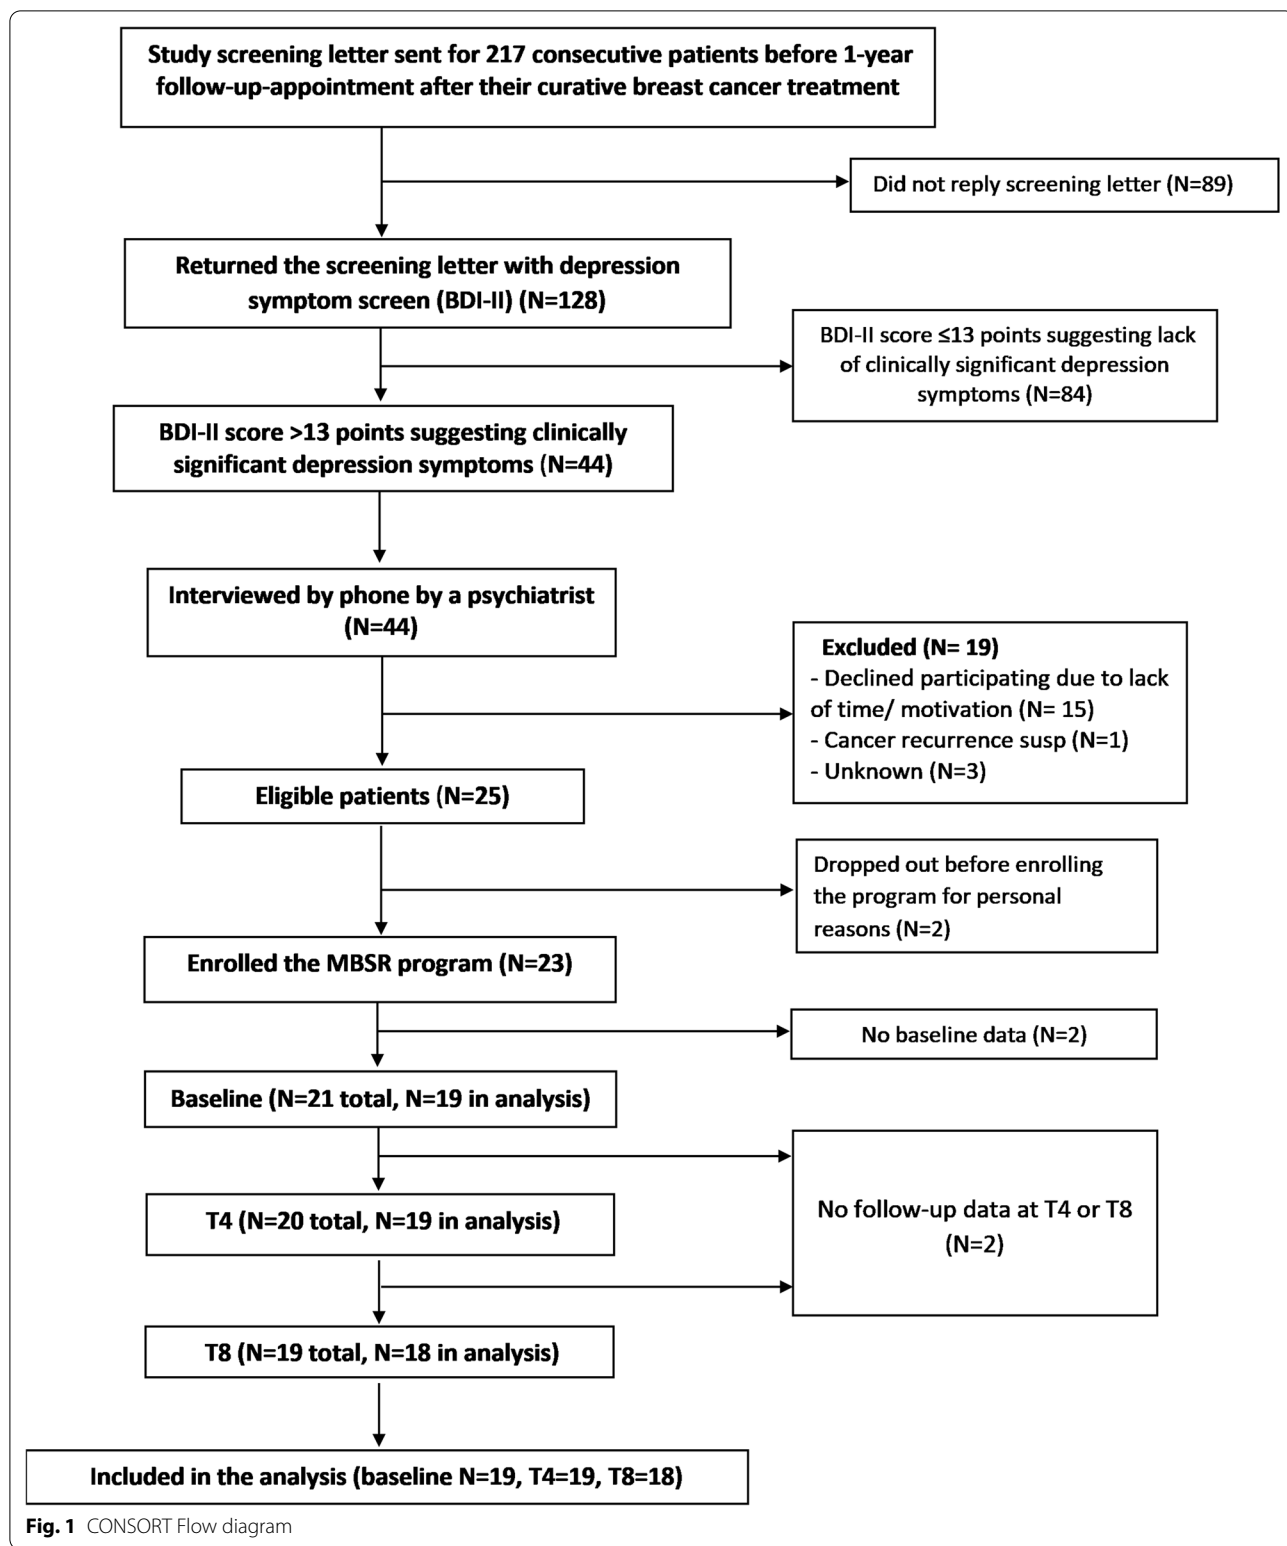 Study screening letter sent for 217 consecutive patients before 1-year
follow-up-appointment after their curative breast cancer treatment
Did not reply screening letter (N=89)
Returned the screening letter with depression
symptom screen (BDI-II) (N=128)
BDI-II score ≤13 points suggesting lack
of clinically significant depression
symptoms (N=84)
BDI-II score >13 points suggesting clinically
significant depression symptoms (N=44)
Interviewed by phone by a psychiatrist
(N=44)
Excluded (N= 19)
- Declined participating due to lack
of time/ motivation (N= 15)
- Cancer recurrence susp (N=1)
- Unknown (N=3)
Eligible patients (N=25)
Dropped out before enrolling
the program for personal
reasons (N=2)
Enrolled the MBSR program (N=23)
No baseline data (N=2)
Baseline (N=21 total, N=19 in analysis)
T4 (N=20 total, N=19 in analysis)
No follow-up data at T4 or T8
(N=2)
T8 (N=19 total, N=18 in analysis)
Included in the analysis (baseline N=19, T4=19, T8=18)
Fig. 1 CONSORT Flow diagram